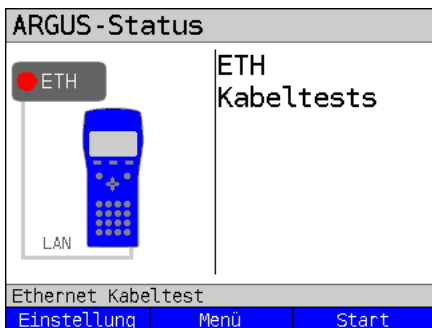 ARGUS-Status
ETH
ETH
Kabeltests
LAN
Ethernet Kabeltest
Einstellung Menü Start